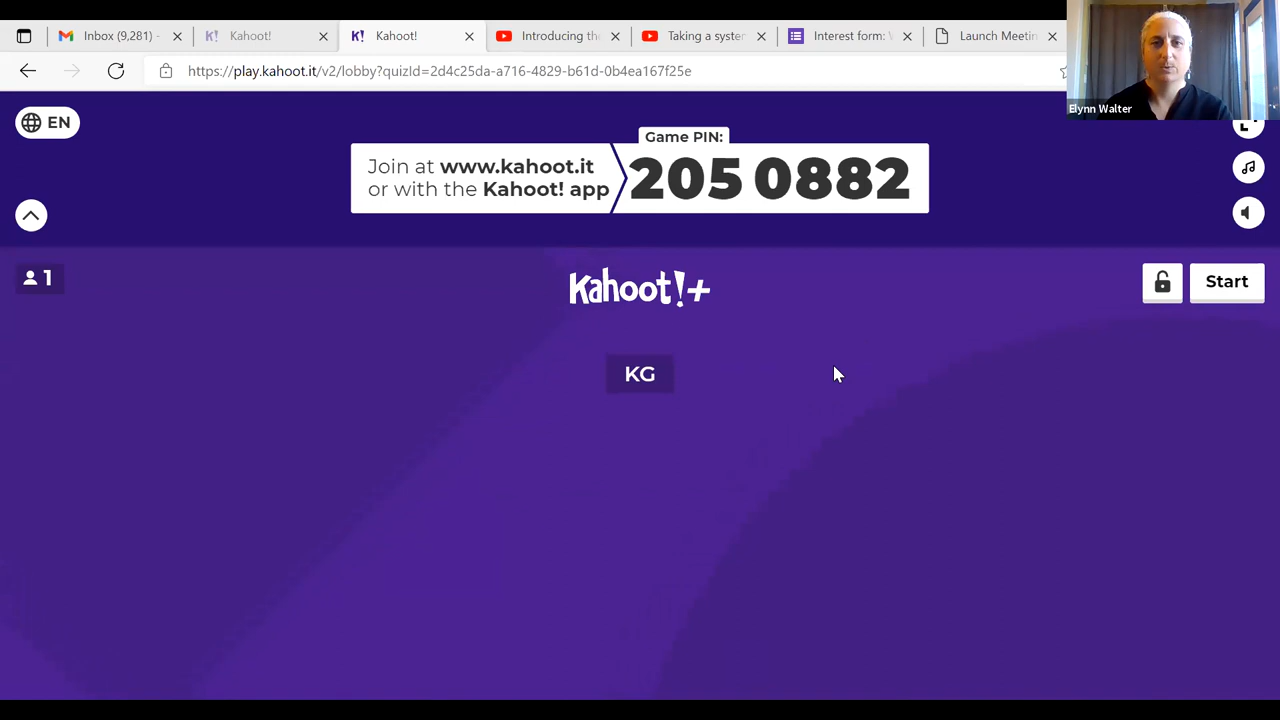 Inbox (9,281) -
Kahoot!
Kahoot!
Introducing the
Taking a syster
Interest form:
Launch Meetin
https://play.kahoot.it/v2/lobby?quizId=2d4c25da-a716-4829-b61d-0b4ea167f25e
Elynn Walter
EN
Game PIN:
Join at www.kahoot.it
or with the Kahoot! app
205 0882
1
Kahoot!+
Start
KG